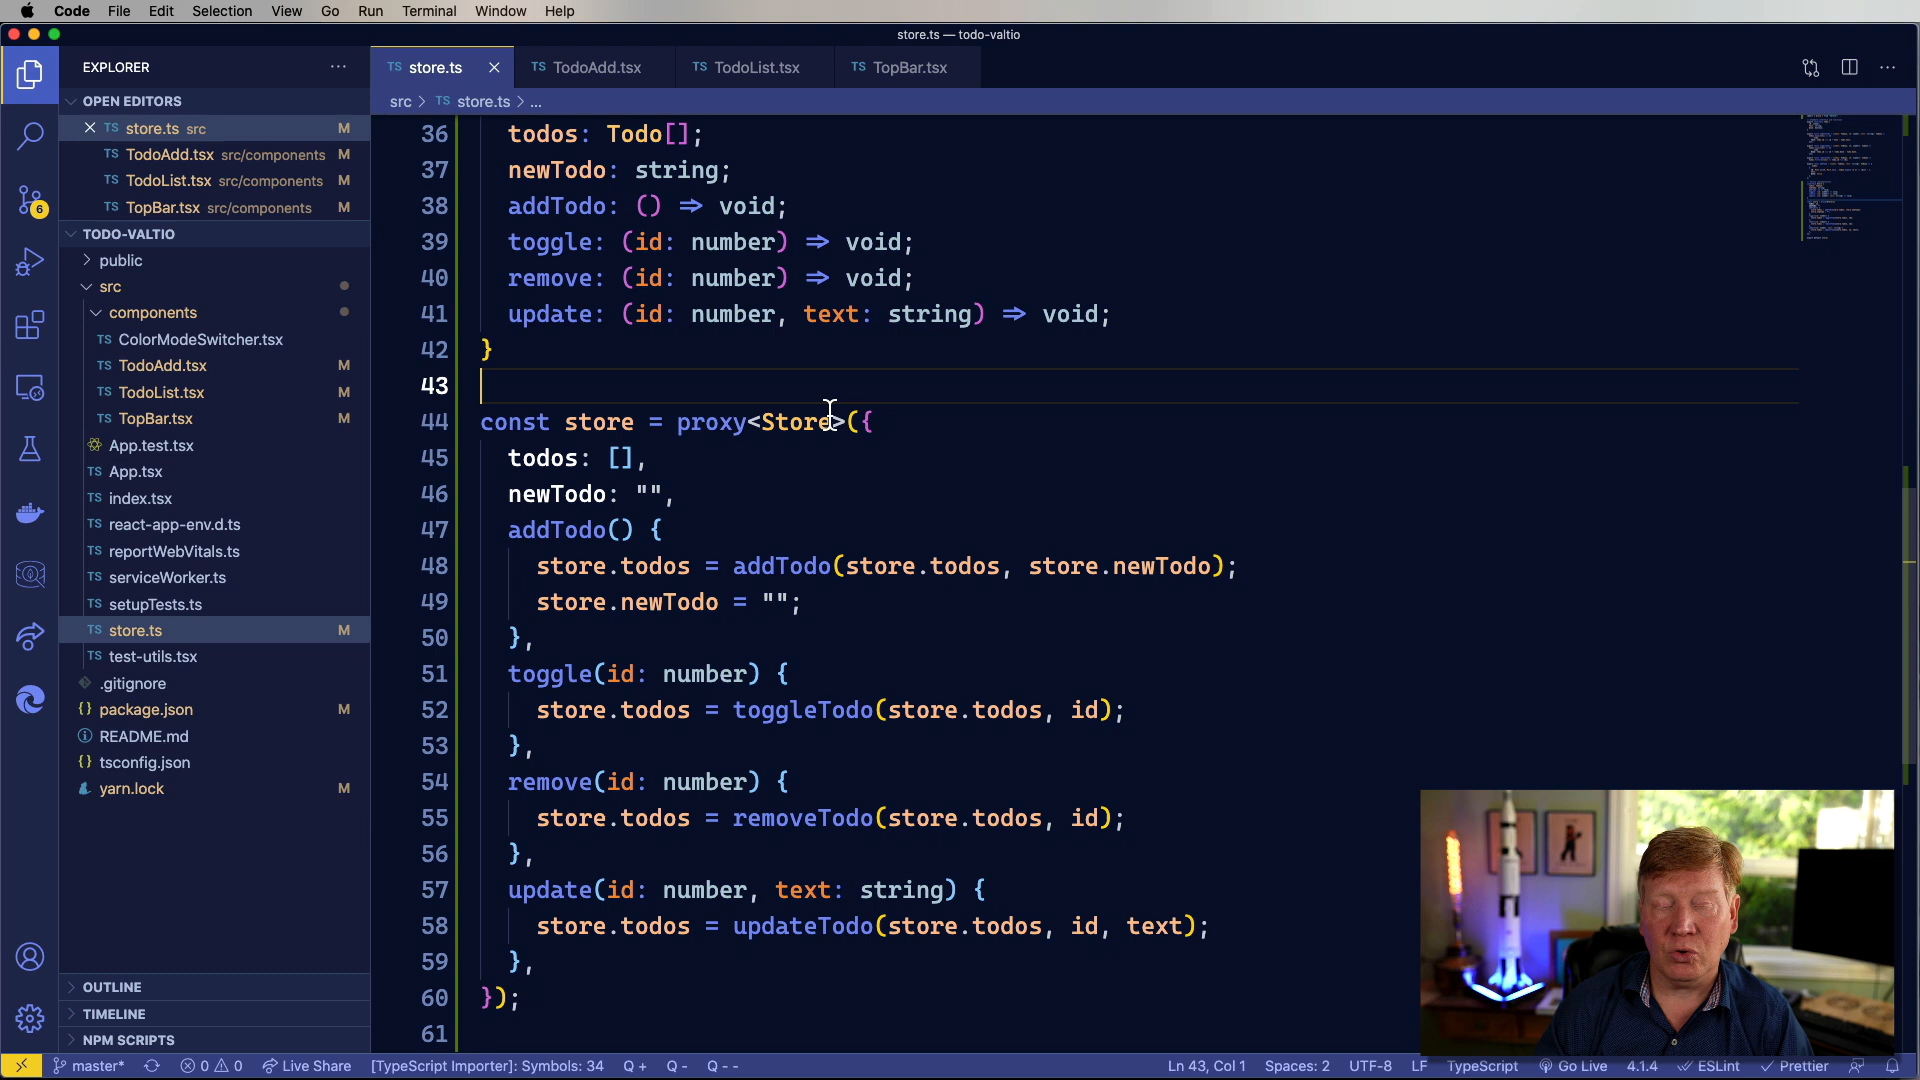 Code File Edit Selection View Go Run Terminal Window Help
store.ts — todo-valtio
EXPLORER
OPEN EDITORS
TS store.ts src M
TS TodoAdd.tsx src/components M
TS TodoList.tsx src/components M
TS TopBar.tsx src/components M
6
TODO-VALTIO
public
src
components
TS ColorModeSwitcher.tsx
TS TodoAdd.tsx M
TS TodoList.tsx M
TS TopBar.tsx M
App.test.tsx
TS App.tsx
TS index.tsx
TS react-app-env.d.ts
TS reportWebVitals.ts
TS serviceWorker.ts
TS setupTests.ts
TS store.ts M
TS test-utils.tsx
.gitignore
{} package.json M
README.md
{} tsconfig.json
yarn.lock M
OUTLINE
TIMELINE
NPM SCRIPTS
TS store.ts TS TodoAdd.tsx TS TodoList.tsx TS TopBar.tsx
src > TS store.ts > ...
36 todos: Todo[];
37 newTodo: string;
38 addTodo: () => void;
39 toggle: (id: number) => void;
40 remove: (id: number) => void;
41 update: (id: number, text: string) => void;
42 }
43
44 const store = proxy<Store>({
45 todos: [],
46 newTodo: "",
47 addTodo() {
48 store.todos = addTodo(store.todos, store.newTodo);
49 store.newTodo = "";
50 },
51 toggle(id: number) {
52 store.todos = toggleTodo(store.todos, id);
53 },
54 remove(id: number) {
55 store.todos = removeTodo(store.todos, id);
56 },
57 update(id: number, text: string) {
58 store.todos = updateTodo(store.todos, id, text);
59 },
60 });
61
master* 0 0 Live Share [TypeScript Importer]: Symbols: 34 Q + Q - Q - - Ln 43, Col 1 Spaces: 2 UTF-8 LF TypeScript Go Live 4.1.4 ESLint Prettier